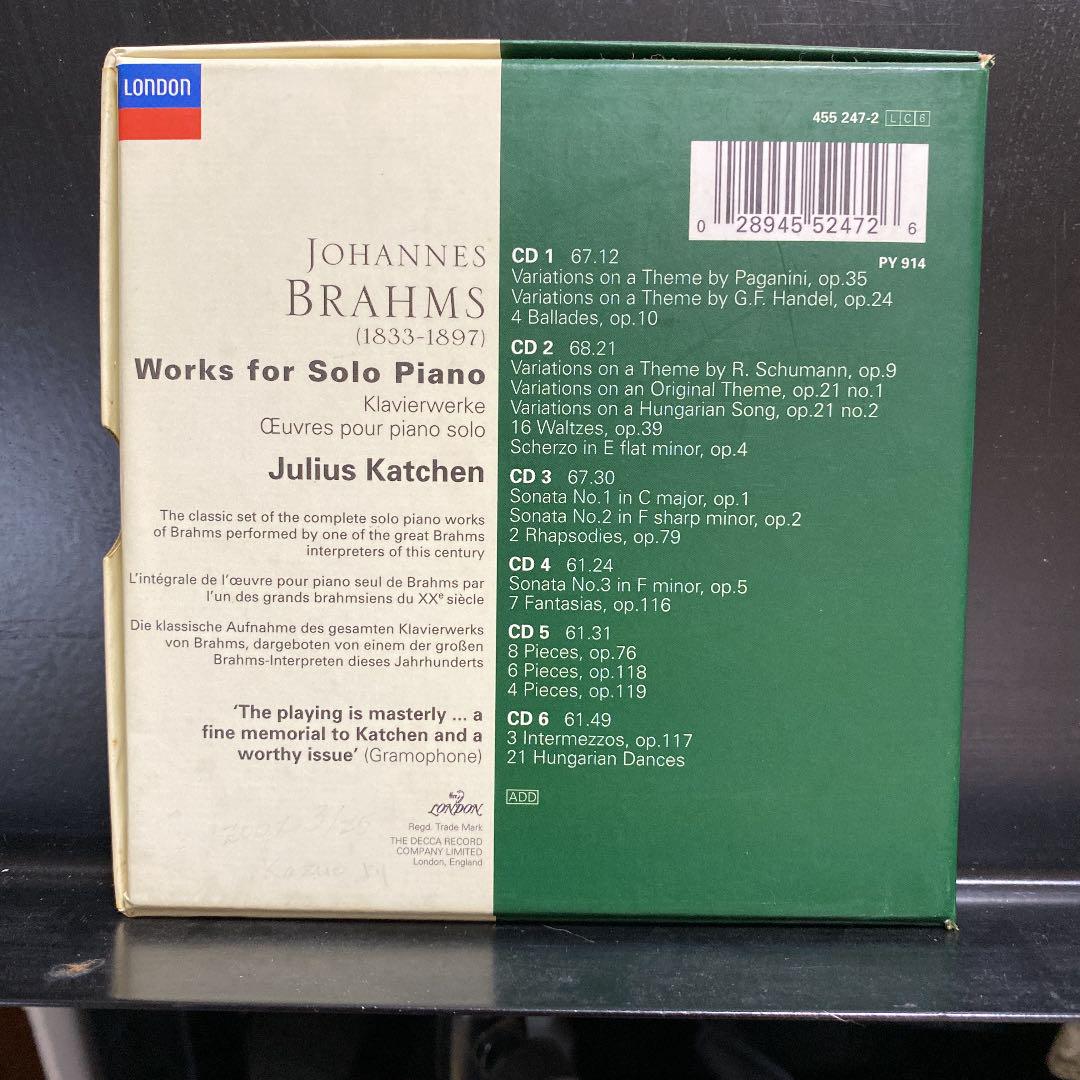 LONDON
JOHANNES
BRAHMS
(1833-1897)
Works for Solo Piano
Klavierwerke
Œuvres pour piano solo
Julius Katchen
The classic set of the complete solo piano works
of Brahms performed by one of the great Brahms
interpreters of this century
L'intégrale de l'œuvre pour piano seul de Brahms par
l'un des grands brahmsiens du XXe siècle
Die klassische Aufnahme des gesamten Klavierwerks
von Brahms, dargeboten von einem der großen
Brahms-Interpreten dieses Jahrhunderts
‘The playing is masterly ... a
fine memorial to Katchen and a
worthy issue’ (Gramophone)
LONDON
Regd. Trade Mark
THE DECCA RECORD
COMPANY LIMITED
London, England
455 247-2 LC6
0 28945 52472 6
PY 914
CD 1 67.12
Variations on a Theme by Paganini, op.35
Variations on a Theme by G.F. Handel, op.24
4 Ballades, op.10
CD 2 68.21
Variations on a Theme by R. Schumann, op.9
Variations on an Original Theme, op.21 no.1
Variations on a Hungarian Song, op.21 no.2
16 Waltzes, op.39
Scherzo in E flat minor, op.4
CD 3 67.30
Sonata No.1 in C major, op.1
Sonata No.2 in F sharp minor, op.2
2 Rhapsodies, op.79
CD 4 61.24
Sonata No.3 in F minor, op.5
7 Fantasias, op.116
CD 5 61.31
8 Pieces, op.76
6 Pieces, op.118
4 Pieces, op.119
CD 6 61.49
3 Intermezzos, op.117
21 Hungarian Dances
ADD